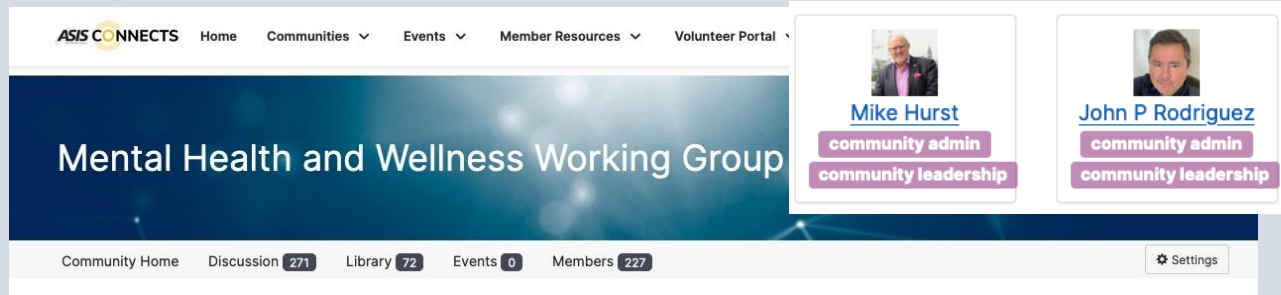 ASIS CONNECTS Home Communities Events Member Resources Volunteer Portal
Mental Health and Wellness Working Group
Mike Hurst
community admin
community leadership
John P Rodriguez
community admin
community leadership
Community Home Discussion 271 Library 72 Events 0 Members 227 Settings